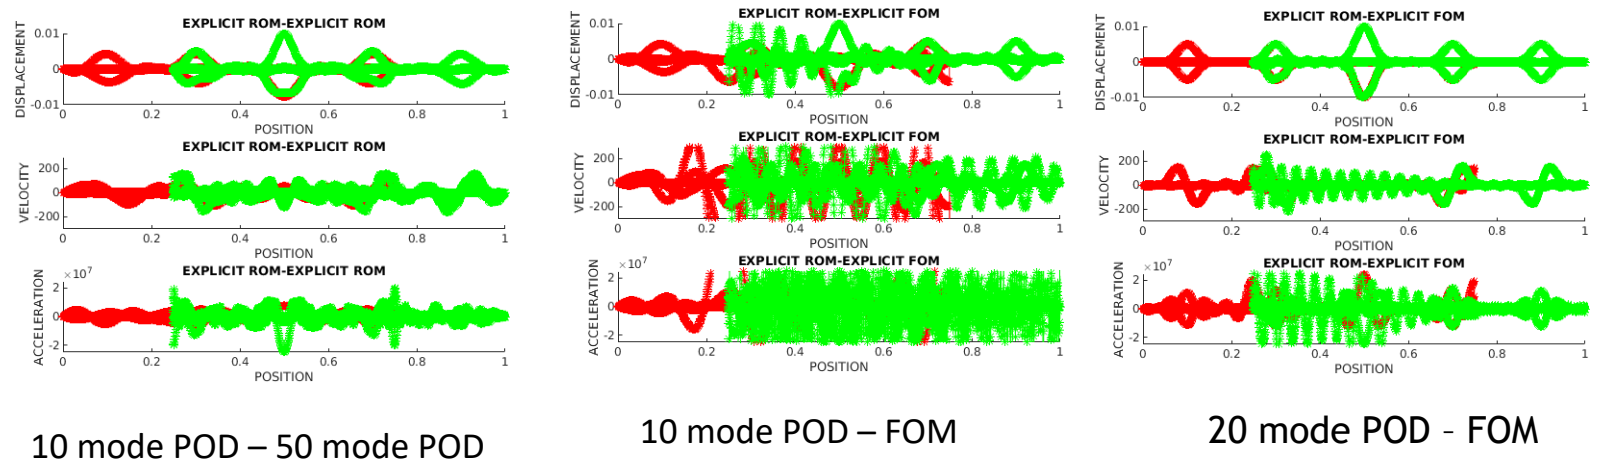 EXPLICIT ROM-EXPLICIT ROM
DISPLACEMENT
0.01
0
-0.01
0 0.2 0.4 0.6 0.8 1
POSITION
EXPLICIT ROM-EXPLICIT ROM
VELOCITY
200
0
-200
0 0.2 0.4 0.6 0.8 1
POSITION
EXPLICIT ROM-EXPLICIT ROM
×10^7
ACCELERATION
2
0
-2
0 0.2 0.4 0.6 0.8 1
POSITION
10 mode POD – 50 mode POD
EXPLICIT ROM-EXPLICIT FOM
DISPLACEMENT
0.01
0
-0.01
0 0.2 0.4 0.6 0.8 1
POSITION
EXPLICIT ROM-EXPLICIT FOM
VELOCITY
200
0
-200
0 0.2 0.4 0.6 0.8 1
POSITION
EXPLICIT ROM-EXPLICIT FOM
×10^7
ACCELERATION
2
0
-2
0 0.2 0.4 0.6 0.8 1
POSITION
10 mode POD – FOM
EXPLICIT ROM-EXPLICIT FOM
DISPLACEMENT
0.01
0
-0.01
0 0.2 0.4 0.6 0.8 1
POSITION
EXPLICIT ROM-EXPLICIT FOM
VELOCITY
200
0
-200
0 0.2 0.4 0.6 0.8 1
POSITION
EXPLICIT ROM-EXPLICIT FOM
×10^7
ACCELERATION
2
0
-2
0 0.2 0.4 0.6 0.8 1
POSITION
20 mode POD - FOM